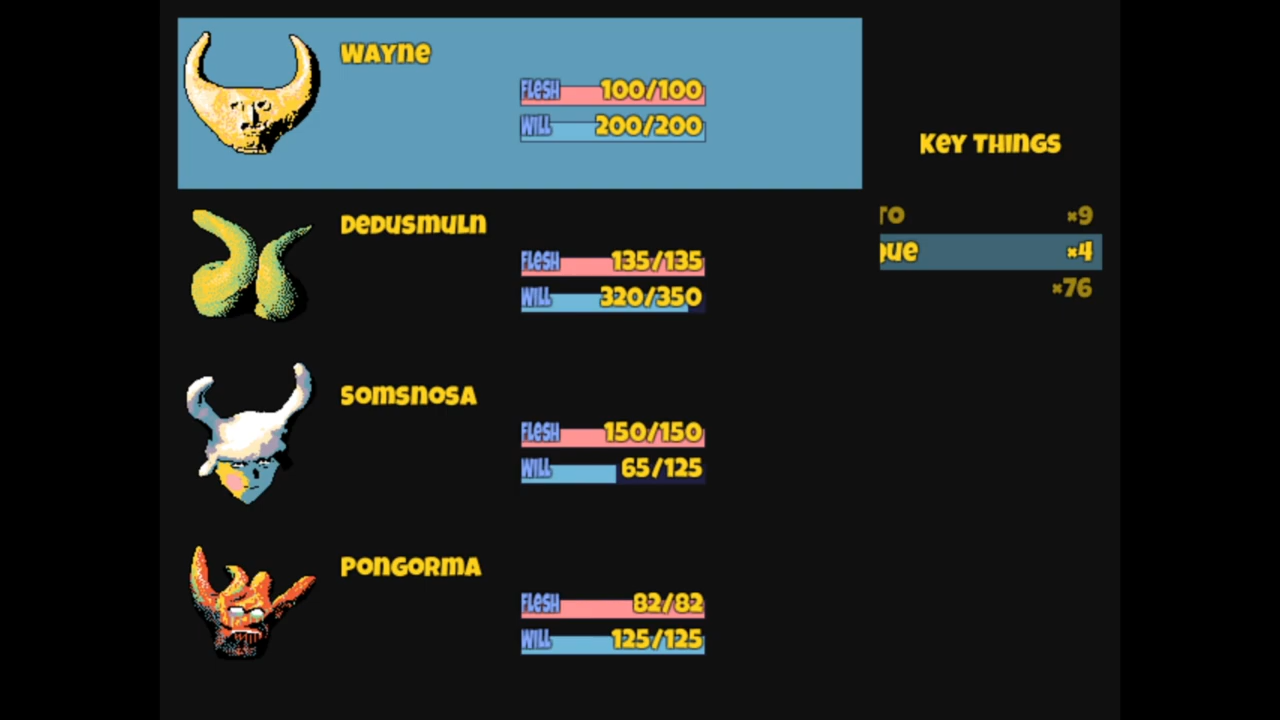 Wayne
FLESH 100/100
WILL 200/200
Dedusmuln
FLESH 135/135
WILL 320/350
Somsnosa
FLESH 150/150
WILL 65/125
Pongorma
FLESH 82/82
WILL 125/125
Key Things
×9
×4
×76